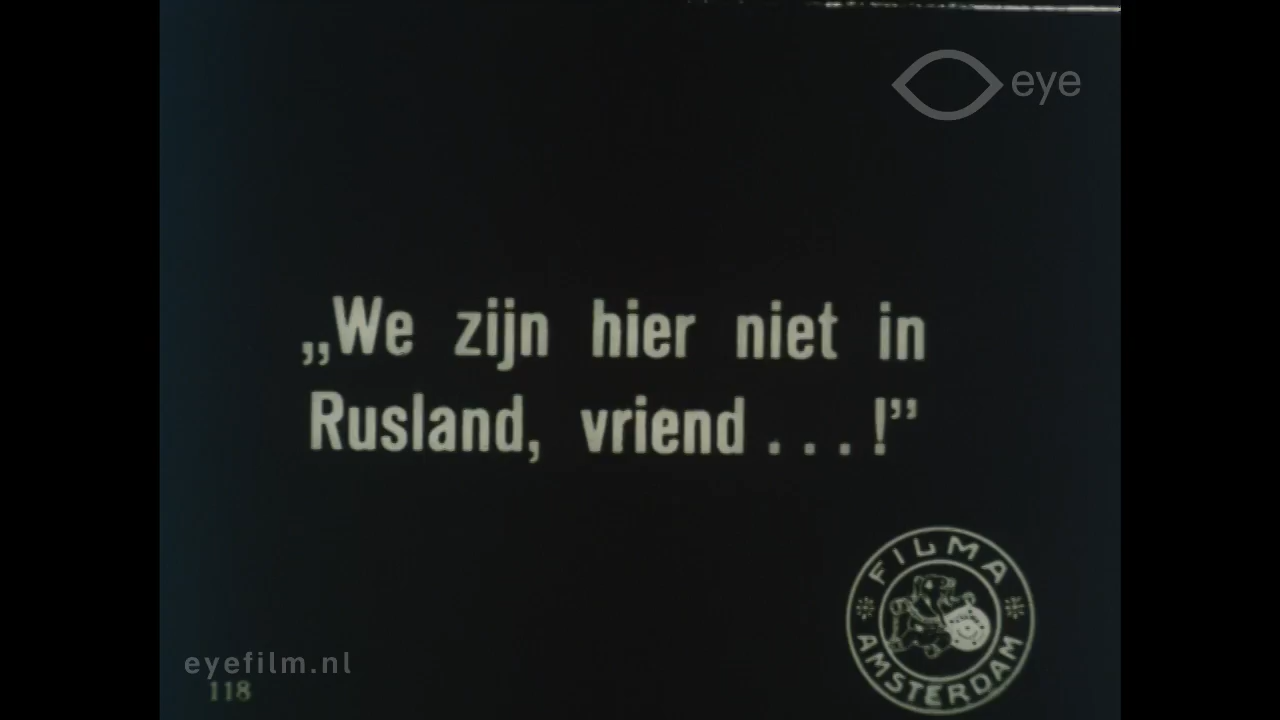 eye
„We zijn hier niet in
Rusland, vriend . . . !”
FILMA
AMSTERDAM
eyefilm.nl
118